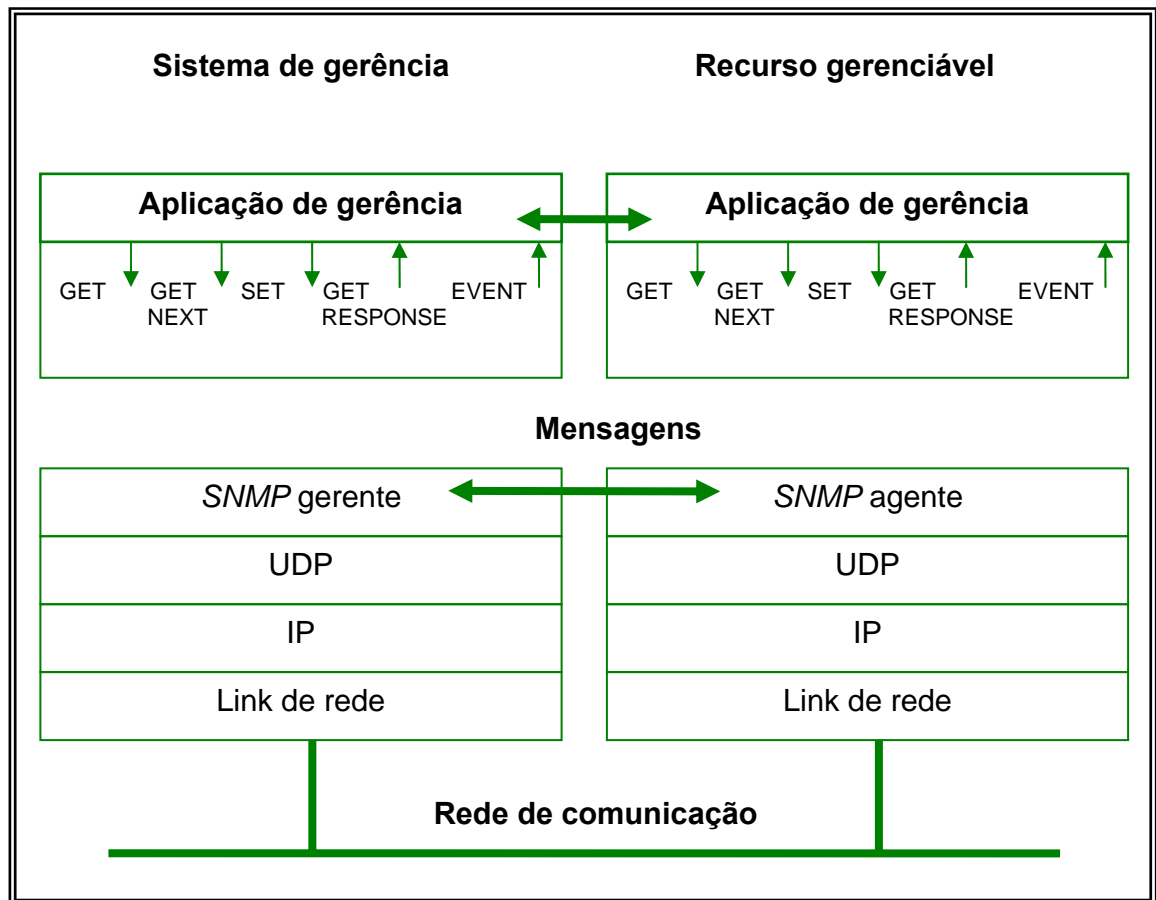 Sistema de gerência
Recurso gerenciável
Aplicação de gerência
Aplicação de gerência
GET
GET
NEXT
SET
GET
RESPONSE
EVENT
GET
GET
NEXT
SET
GET
RESPONSE
EVENT
Mensagens
SNMP gerente
SNMP agente
UDP
UDP
IP
IP
Link de rede
Link de rede
Rede de comunicação